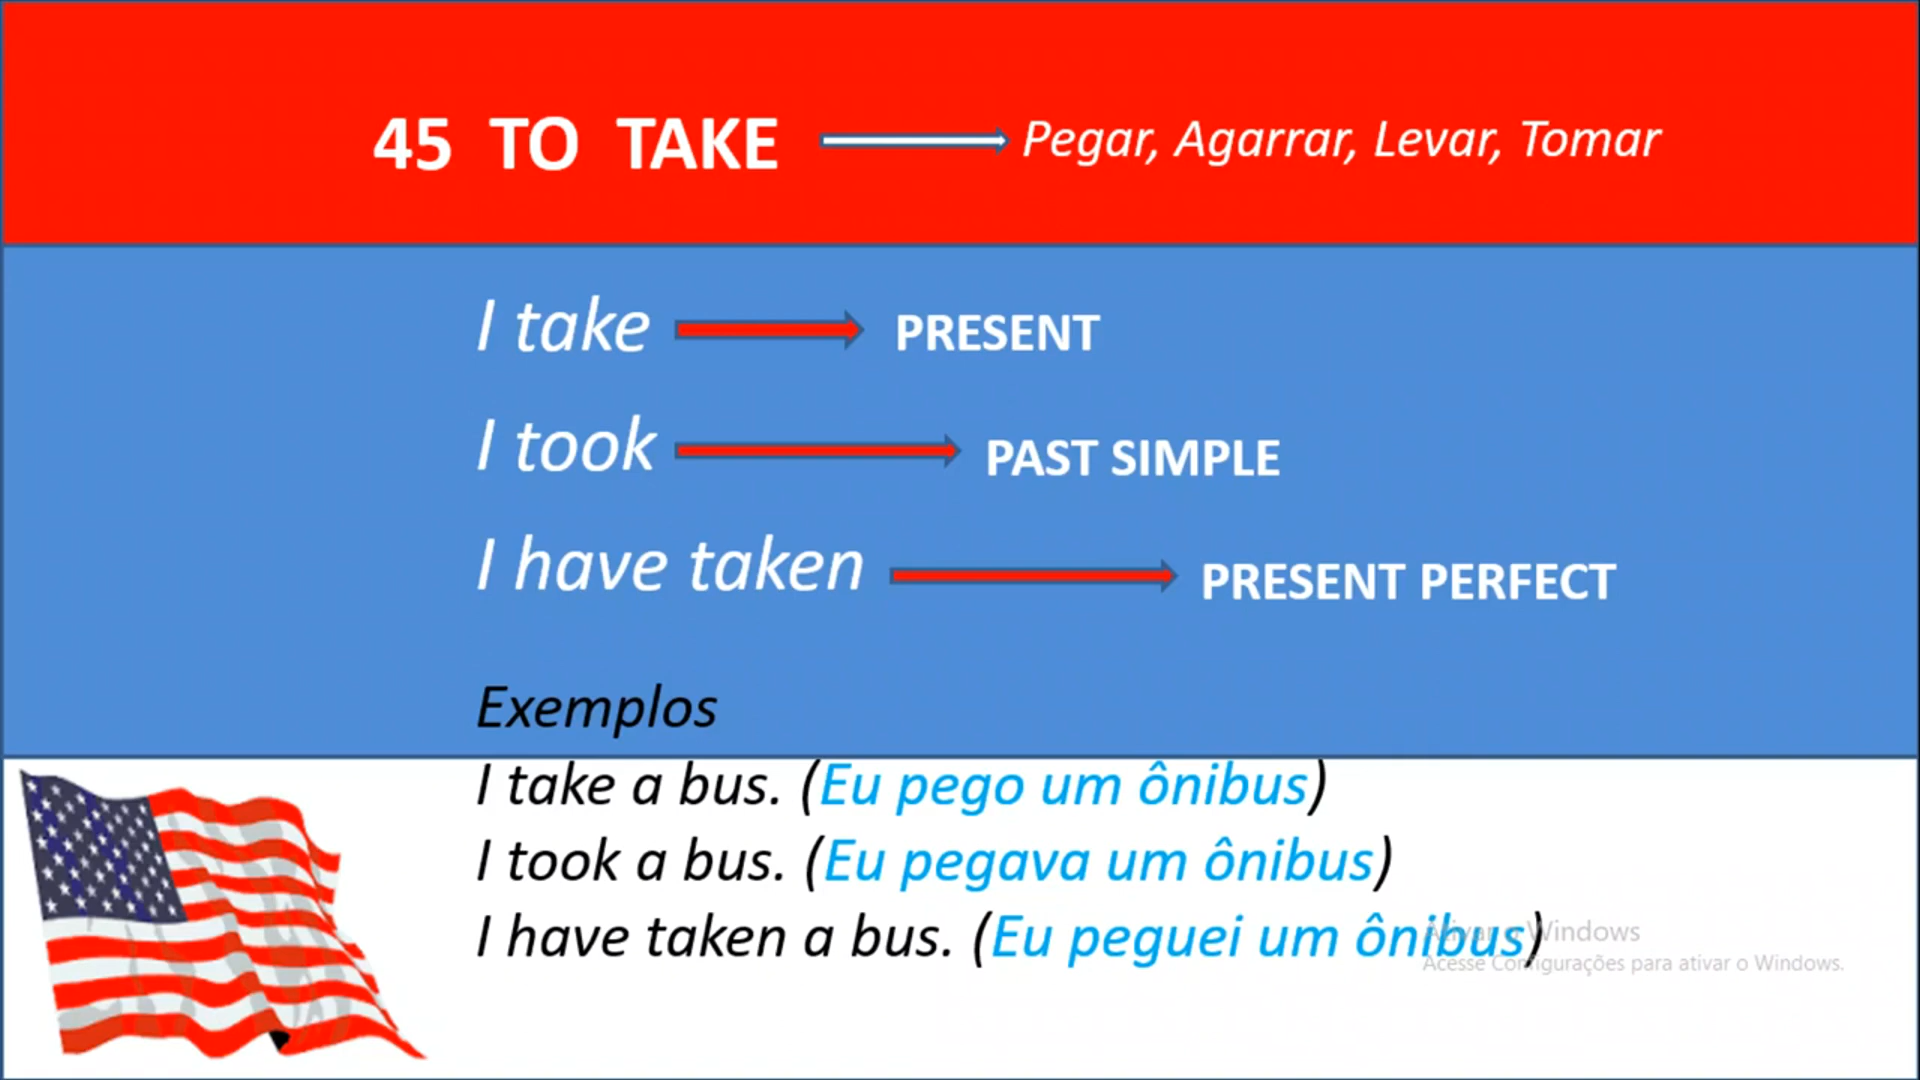 45 TO TAKE Pegar, Agarrar, Levar, Tomar
I take PRESENT
I took PAST SIMPLE
I have taken PRESENT PERFECT
Exemplos
I take a bus. (Eu pego um ônibus)
I took a bus. (Eu pegava um ônibus)
I have taken a bus. (Eu peguei um ônibus)
Ativar o Windows
Acesse Configurações para ativar o Windows.